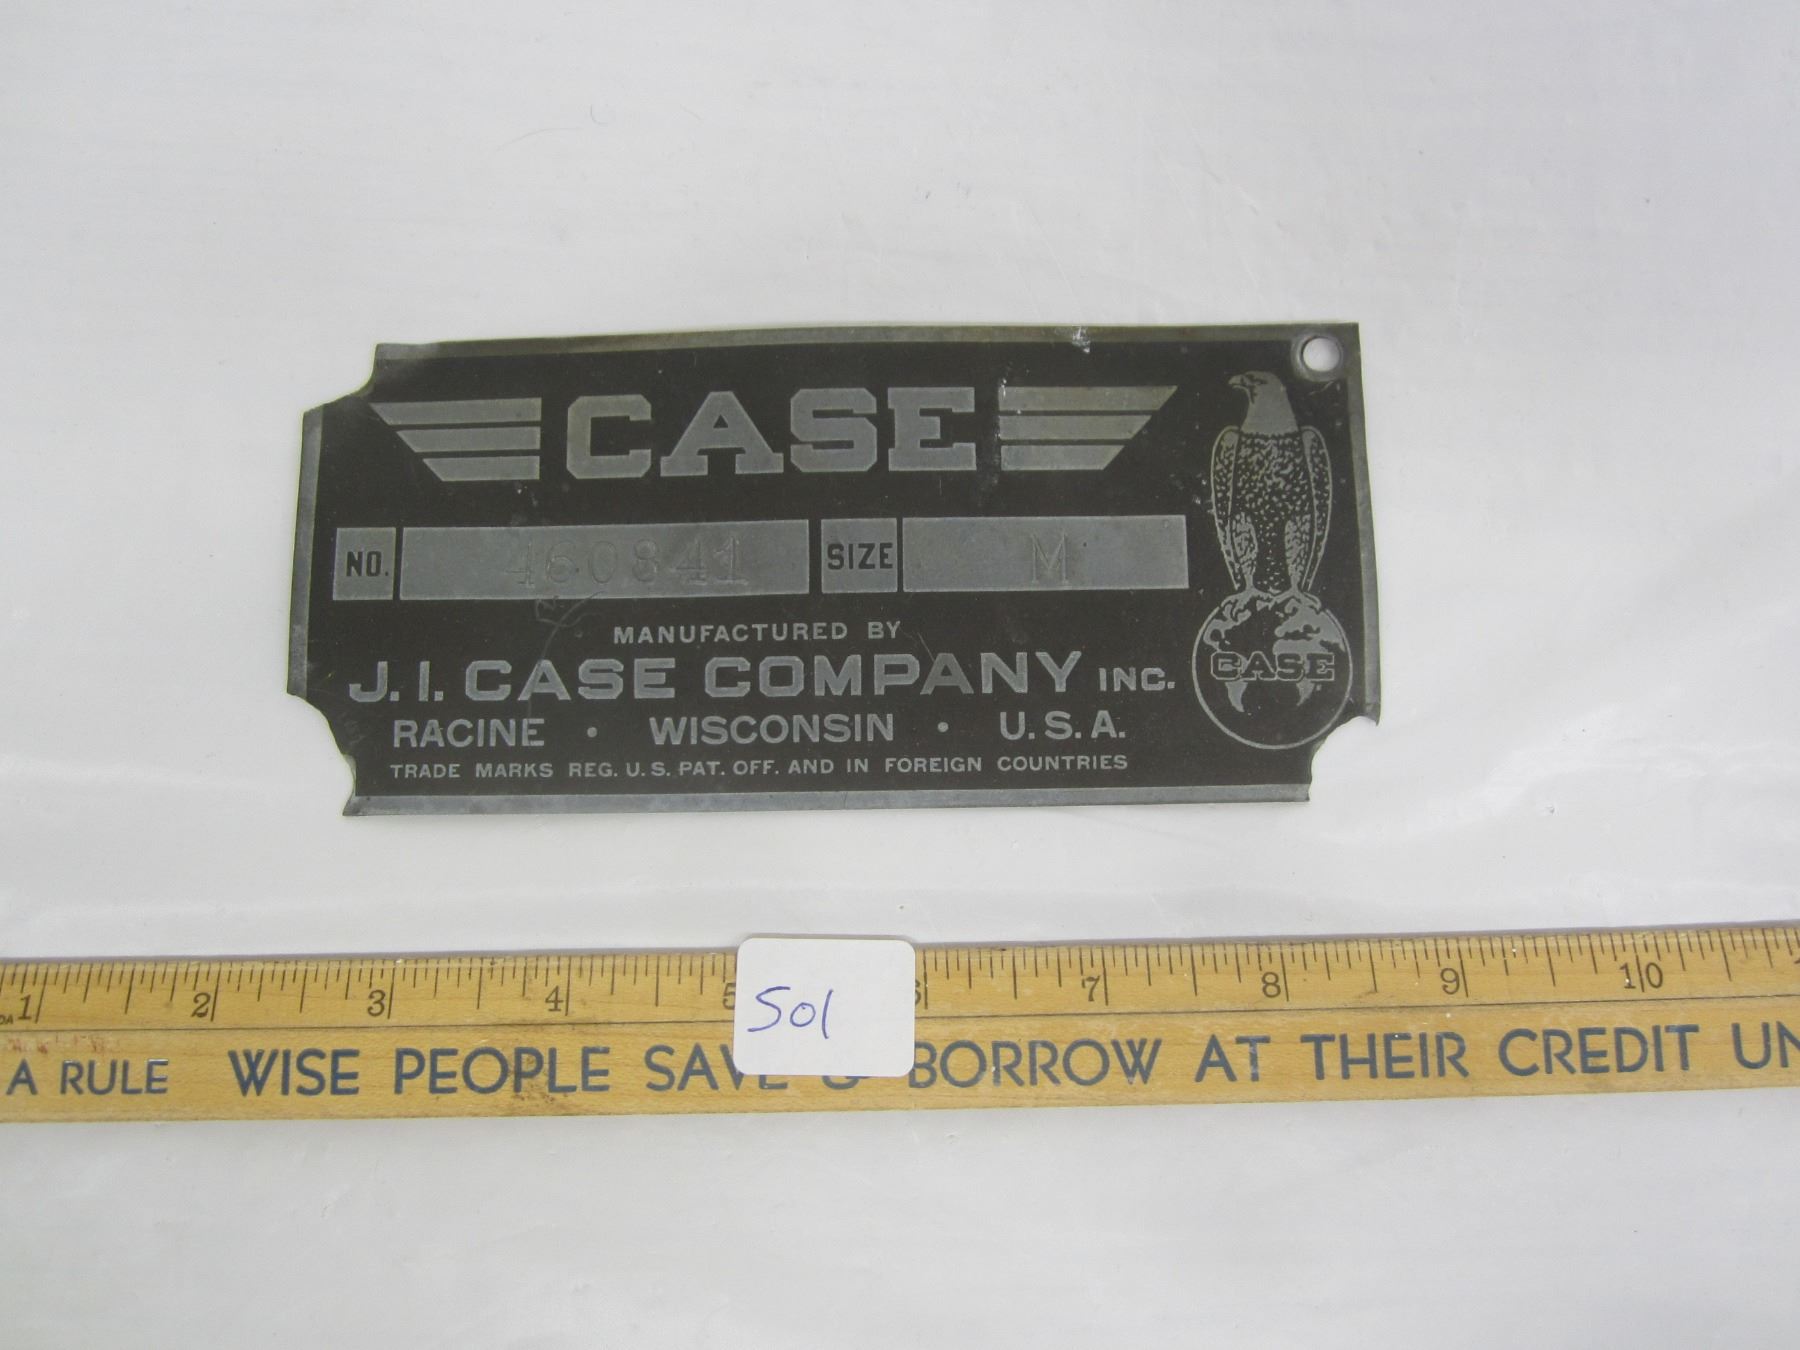 CASE
NO. 460841 SIZE M
MANUFACTURED BY
J. I. CASE COMPANY INC.
RACINE · WISCONSIN · U. S. A.
TRADE MARKS REG. U. S. PAT. OFF. AND IN FOREIGN COUNTRIES
CASE
1 2 3 4 5 6 7 8 9 10
501
A RULE WISE PEOPLE SAVE & BORROW AT THEIR CREDIT UN